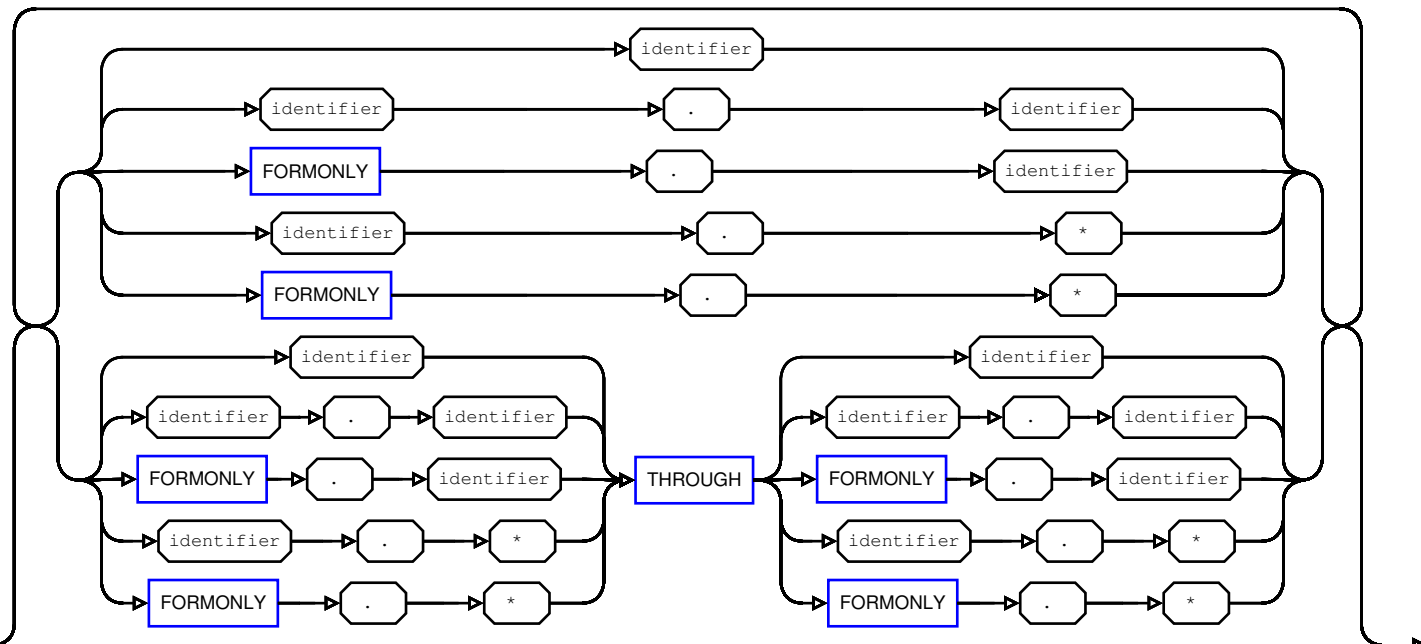 identifier
identifier . identifier
FORMONLY . identifier
identifier . *
FORMONLY . *
identifier identifier
identifier . identifier identifier . identifier
FORMONLY . identifier THROUGH FORMONLY . identifier
identifier . * identifier . *
FORMONLY . * FORMONLY . *